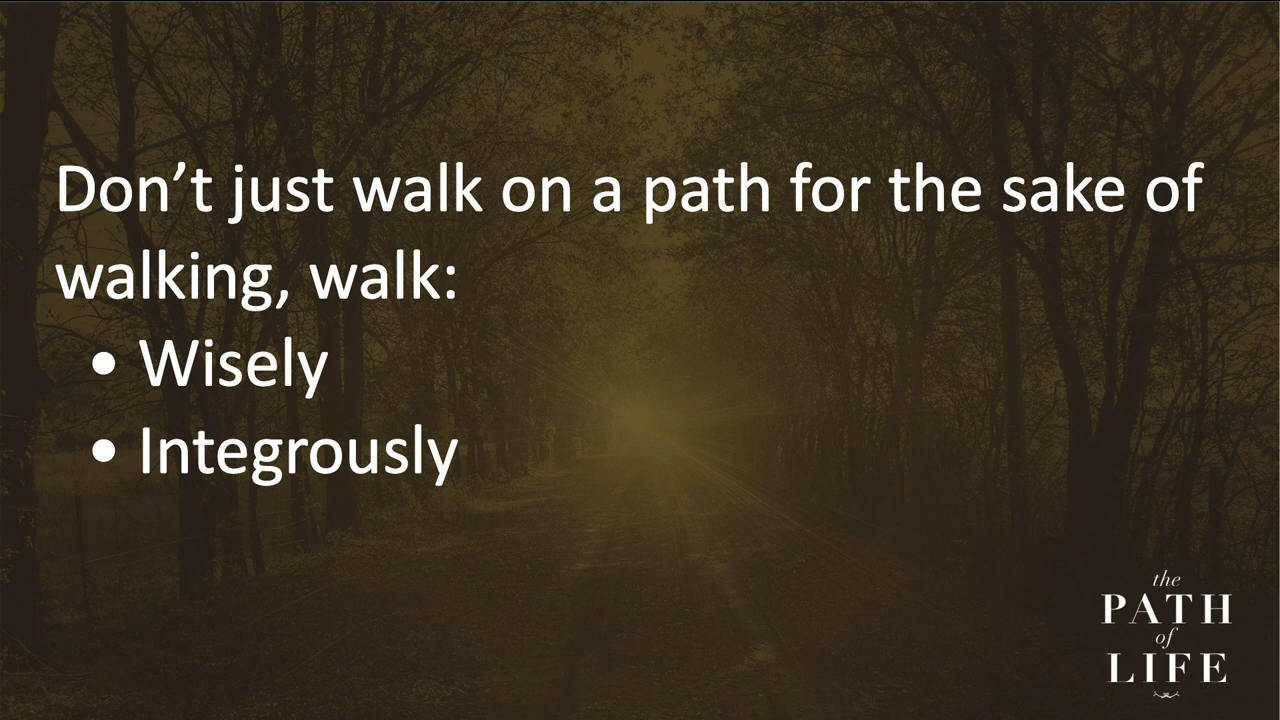 Don’t just walk on a path for the sake of
walking, walk:
• Wisely
• Integrously
the
PATH
of
LIFE